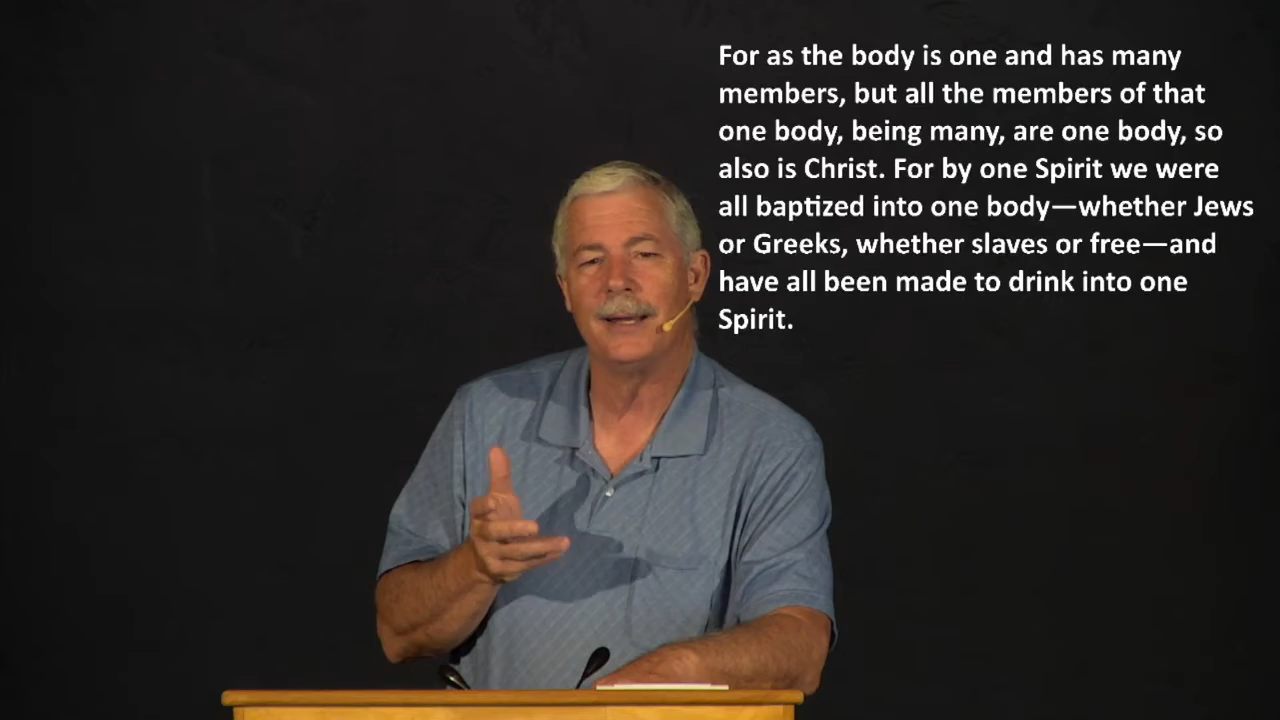 For as the body is one and has many
members, but all the members of that
one body, being many, are one body, so
also is Christ. For by one Spirit we were
all baptized into one body—whether Jews
or Greeks, whether slaves or free—and
have all been made to drink into one
Spirit.